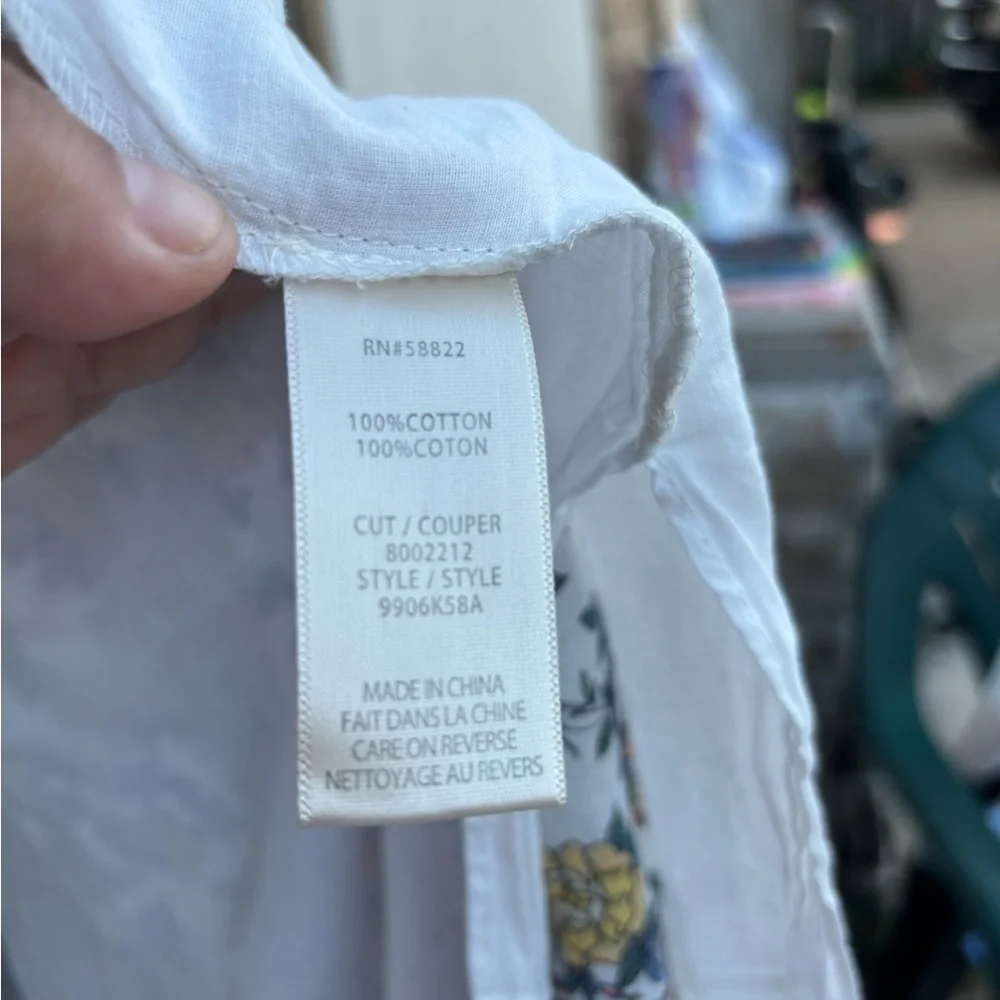 RN#58822
100%COTTON
100%COTON
CUT / COUPER
8002212
STYLE / STYLE
9906K58A
MADE IN CHINA
FAIT DANS LA CHINE
CARE ON REVERSE
NETTOYAGE AU REVERS